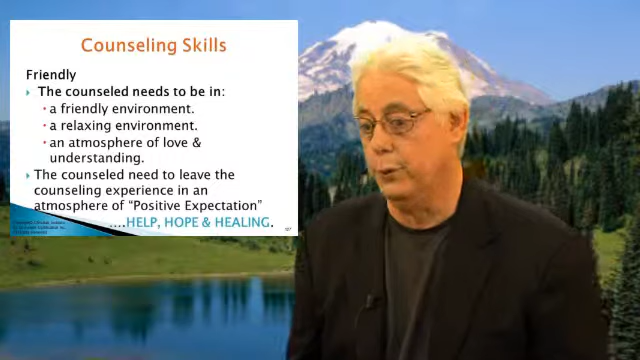 Counseling Skills
Friendly
The counseled needs to be in:
a friendly environment.
a relaxing environment.
an atmosphere of love &
understanding.
The counseled need to leave the
counseling experience in an
atmosphere of "Positive Expectation"
....HELP, HOPE & HEALING.